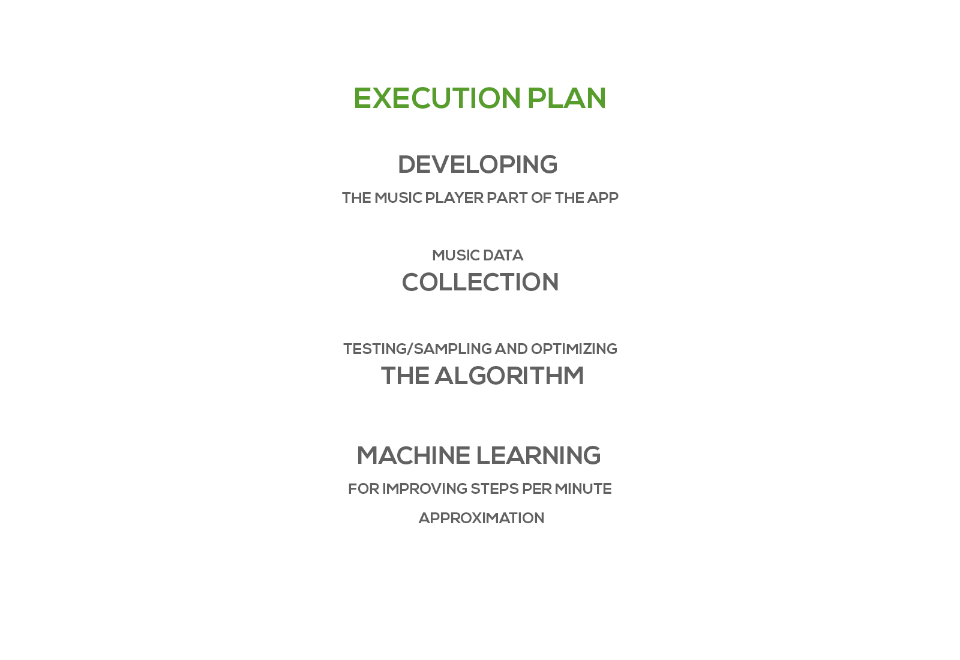 EXECUTION PLAN
DEVELOPING
THE MUSIC PLAYER PART OF THE APP
MUSIC DATA
COLLECTION
TESTING/SAMPLING AND OPTIMIZING
THE ALGORITHM
MACHINE LEARNING
FOR IMPROVING STEPS PER MINUTE
APPROXIMATION